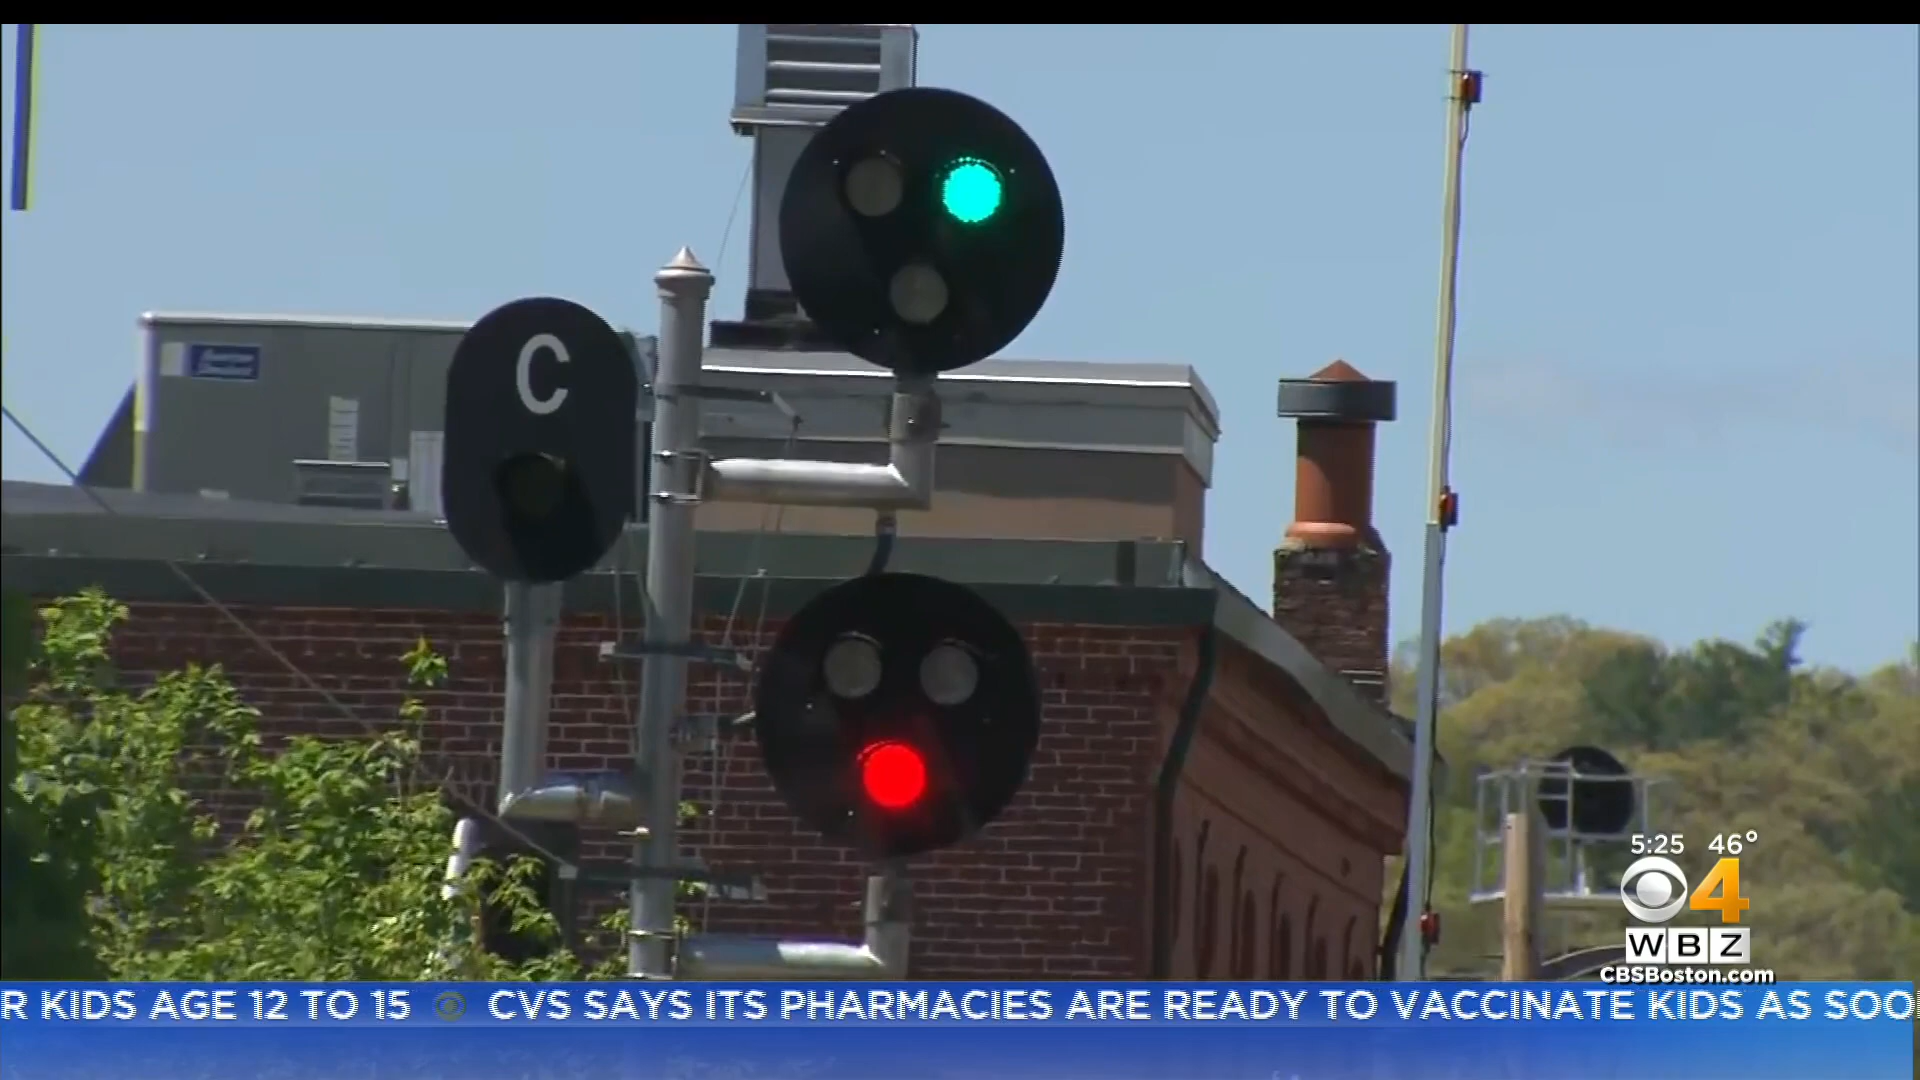 C
5:25 46°
4
WBZ
CBSBoston.com
R KIDS AGE 12 TO 15 CVS SAYS ITS PHARMACIES ARE READY TO VACCINATE KIDS AS SOO